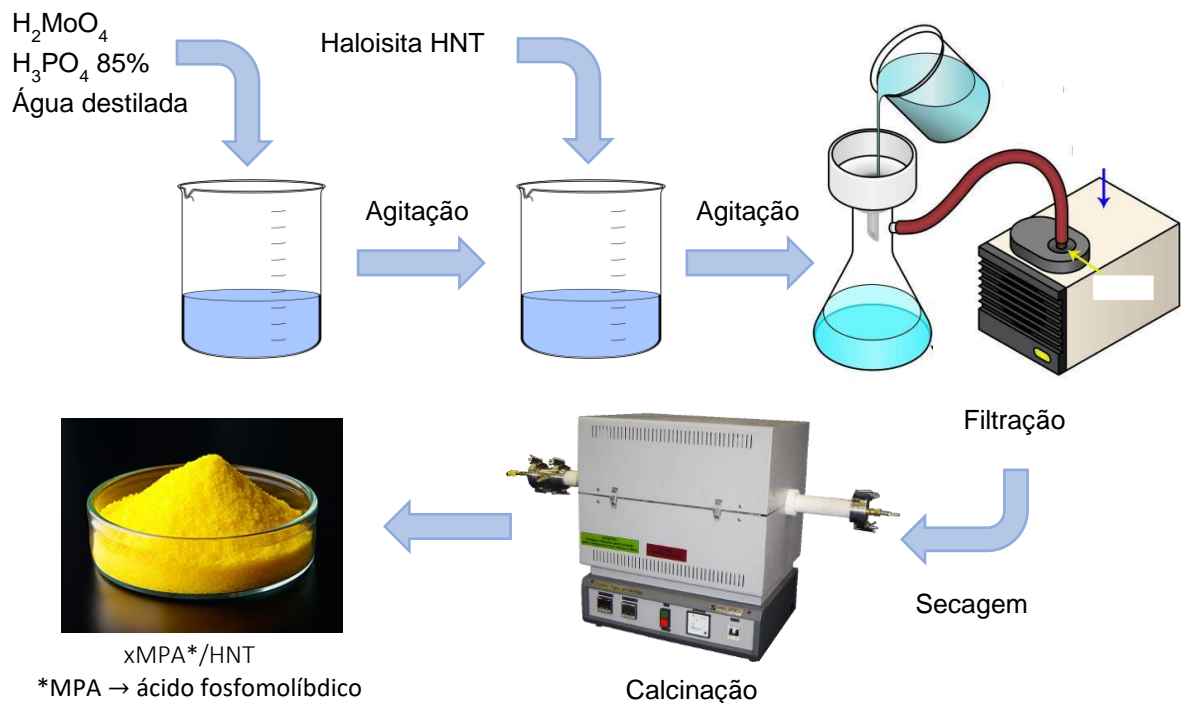 H₂MoO₄
H₃PO₄ 85%
Água destilada
Haloisita HNT
Agitação
Agitação
Filtração
Secagem
Calcinação
xMPA*/HNT
*MPA → ácido fosfomolíbdico